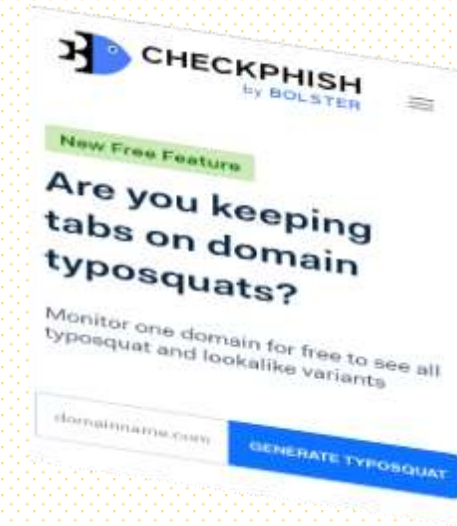 CHECKPHISH
by BOLSTER
New Free Feature
Are you keeping
tabs on domain
typosquats?
Monitor one domain for free to see all
typosquat and lookalike variants
domainname.com
GENERATE TYPOSQUAT